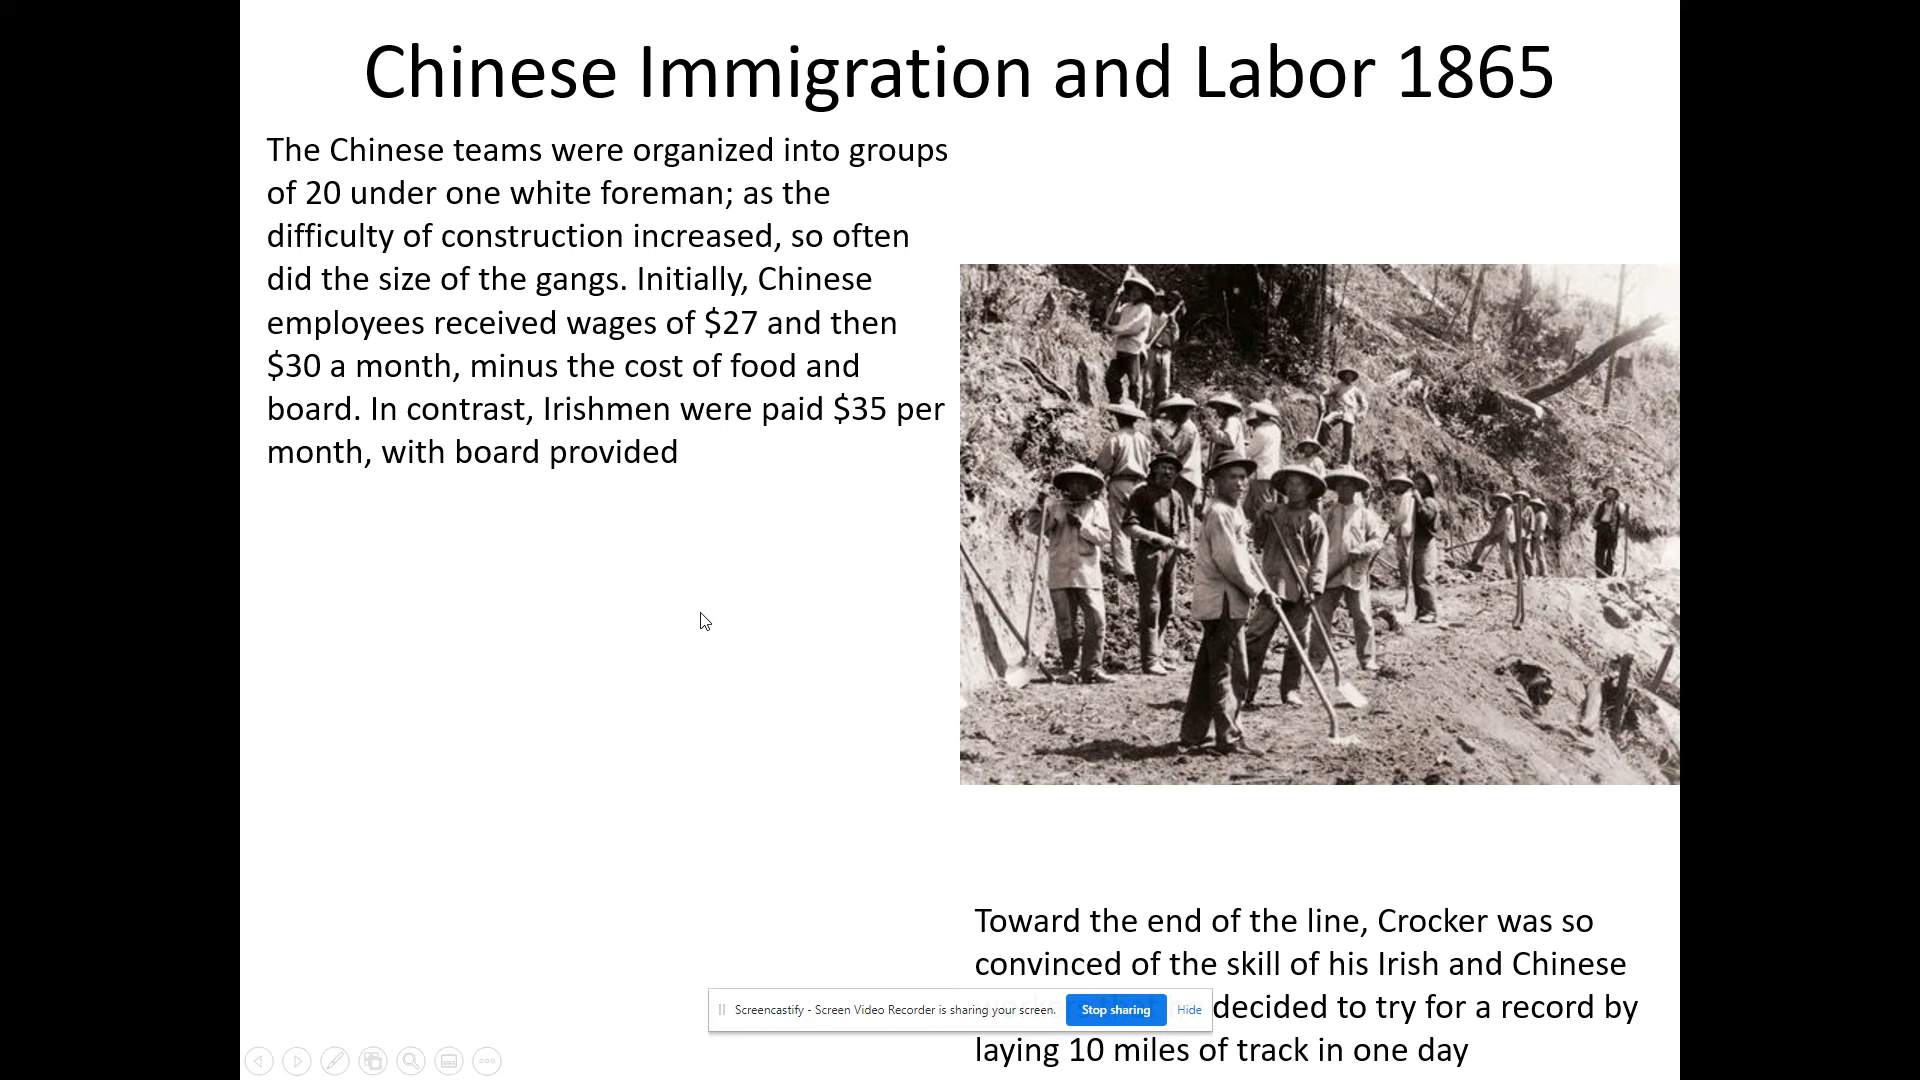 Chinese Immigration and Labor 1865
The Chinese teams were organized into groups
of 20 under one white foreman; as the
difficulty of construction increased, so often
did the size of the gangs. Initially, Chinese
employees received wages of $27 and then
$30 a month, minus the cost of food and
board. In contrast, Irishmen were paid $35 per
month, with board provided
Toward the end of the line, Crocker was so
convinced of the skill of his Irish and Chinese
decided to try for a record by
laying 10 miles of track in one day
Screencastify - Screen Video Recorder is sharing your screen.
Stop sharing
Hide